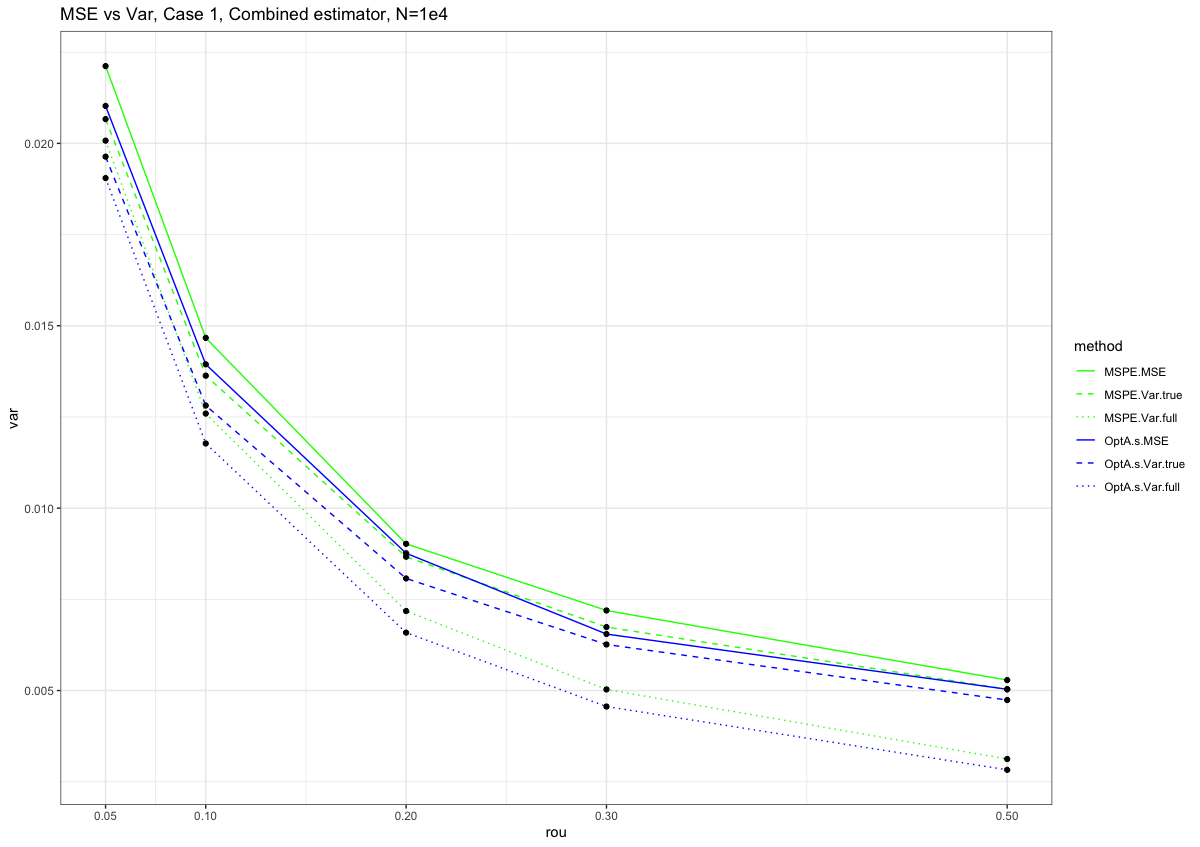 MSE vs Var, Case 1, Combined estimator, N=1e4
var
0.020
0.015
0.010
0.005
0.05
0.10
0.20
0.30
0.50
rou
method
MSPE.MSE
MSPE.Var.true
MSPE.Var.full
OptA.s.MSE
OptA.s.Var.true
OptA.s.Var.full